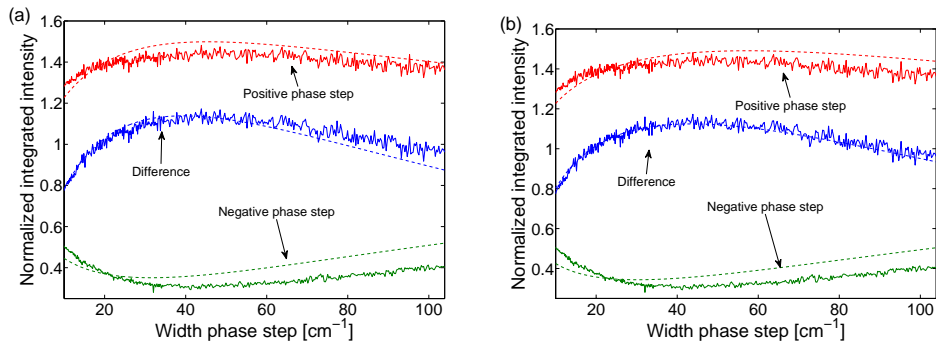 (a)
Normalized integrated intensity
1.6
1.4
1.2
1
0.8
0.6
0.4
Positive phase step
Difference
Negative phase step
20 40 60 80 100
Width phase step [cm⁻¹]
(b)
Normalized integrated intensity
1.6
1.4
1.2
1
0.8
0.6
0.4
Positive phase step
Difference
Negative phase step
20 40 60 80 100
Width phase step [cm⁻¹]